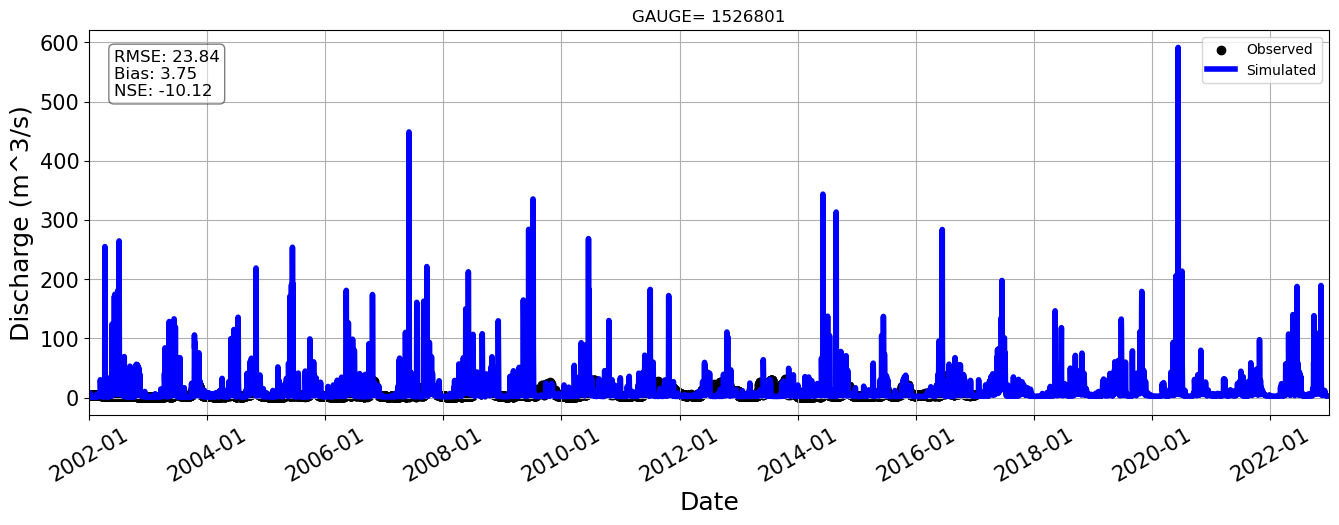 GAUGE= 1526801
RMSE: 23.84
Bias: 3.75
NSE: -10.12
Observed
Simulated
Discharge (m^3/s)
600
500
400
300
200
100
0
2002-01
2004-01
2006-01
2008-01
2010-01
2012-01
2014-01
2016-01
2018-01
2020-01
2022-01
Date